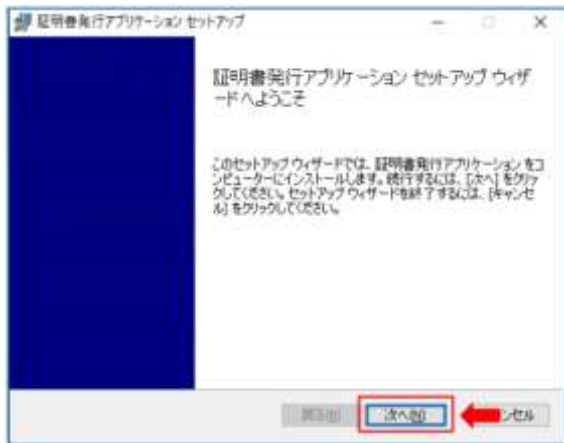 証明書発行アプリケーション セットアップ
証明書発行アプリケーション セットアップ ウィザ
ードへようこそ
このセットアップ ウィザードでは、証明書発行アプリケーション をコ
ンピューターにインストールします。続行するには、[次へ] をクリッ
クしてください。セットアップ ウィザードを終了するには、[キャンセ
ル] をクリックしてください。
戻る(B)
次へ(N)
ンセル